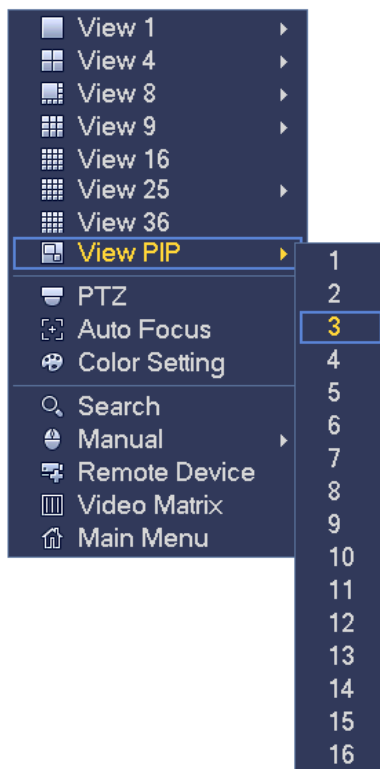 View 1
View 4
View 8
View 9
View 16
View 25
View 36
View PIP
PTZ
Auto Focus
Color Setting
Search
Manual
Remote Device
Video Matrix
Main Menu
1
2
3
4
5
6
7
8
9
10
11
12
13
14
15
16